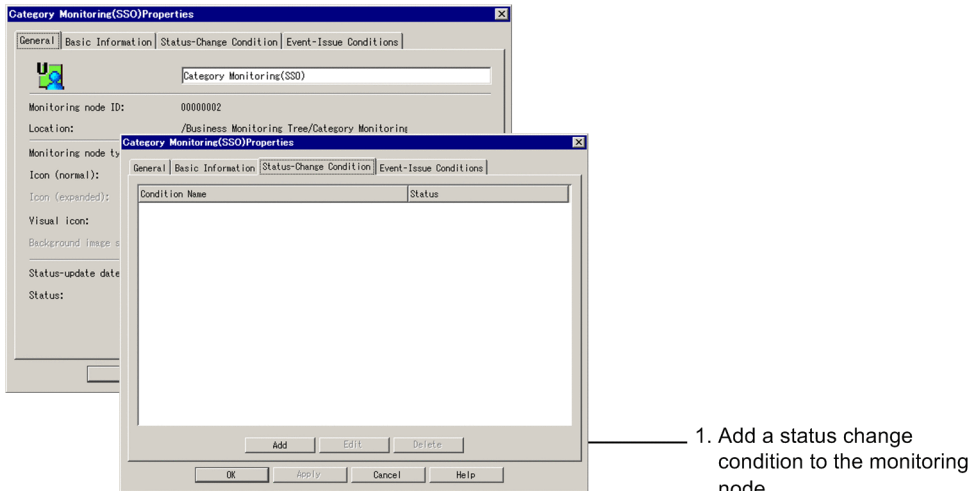 Category Monitoring(SSO)Properties
General Basic Information Status-Change Condition Event-Issue Conditions
Category Monitoring(SSO)
Monitoring node ID: 00000002
Location: /Business Monitoring Tree/Category Monitoring
Monitoring node ty
Icon (normal):
Icon (expanded):
Visual icon:
Background image s
Status-update date
Status:
Category Monitoring(SSO)Properties
General Basic Information Status-Change Condition Event-Issue Conditions
Condition Name Status
Add Edit Delete
OK Apply Cancel Help
1. Add a status change
condition to the monitoring
node